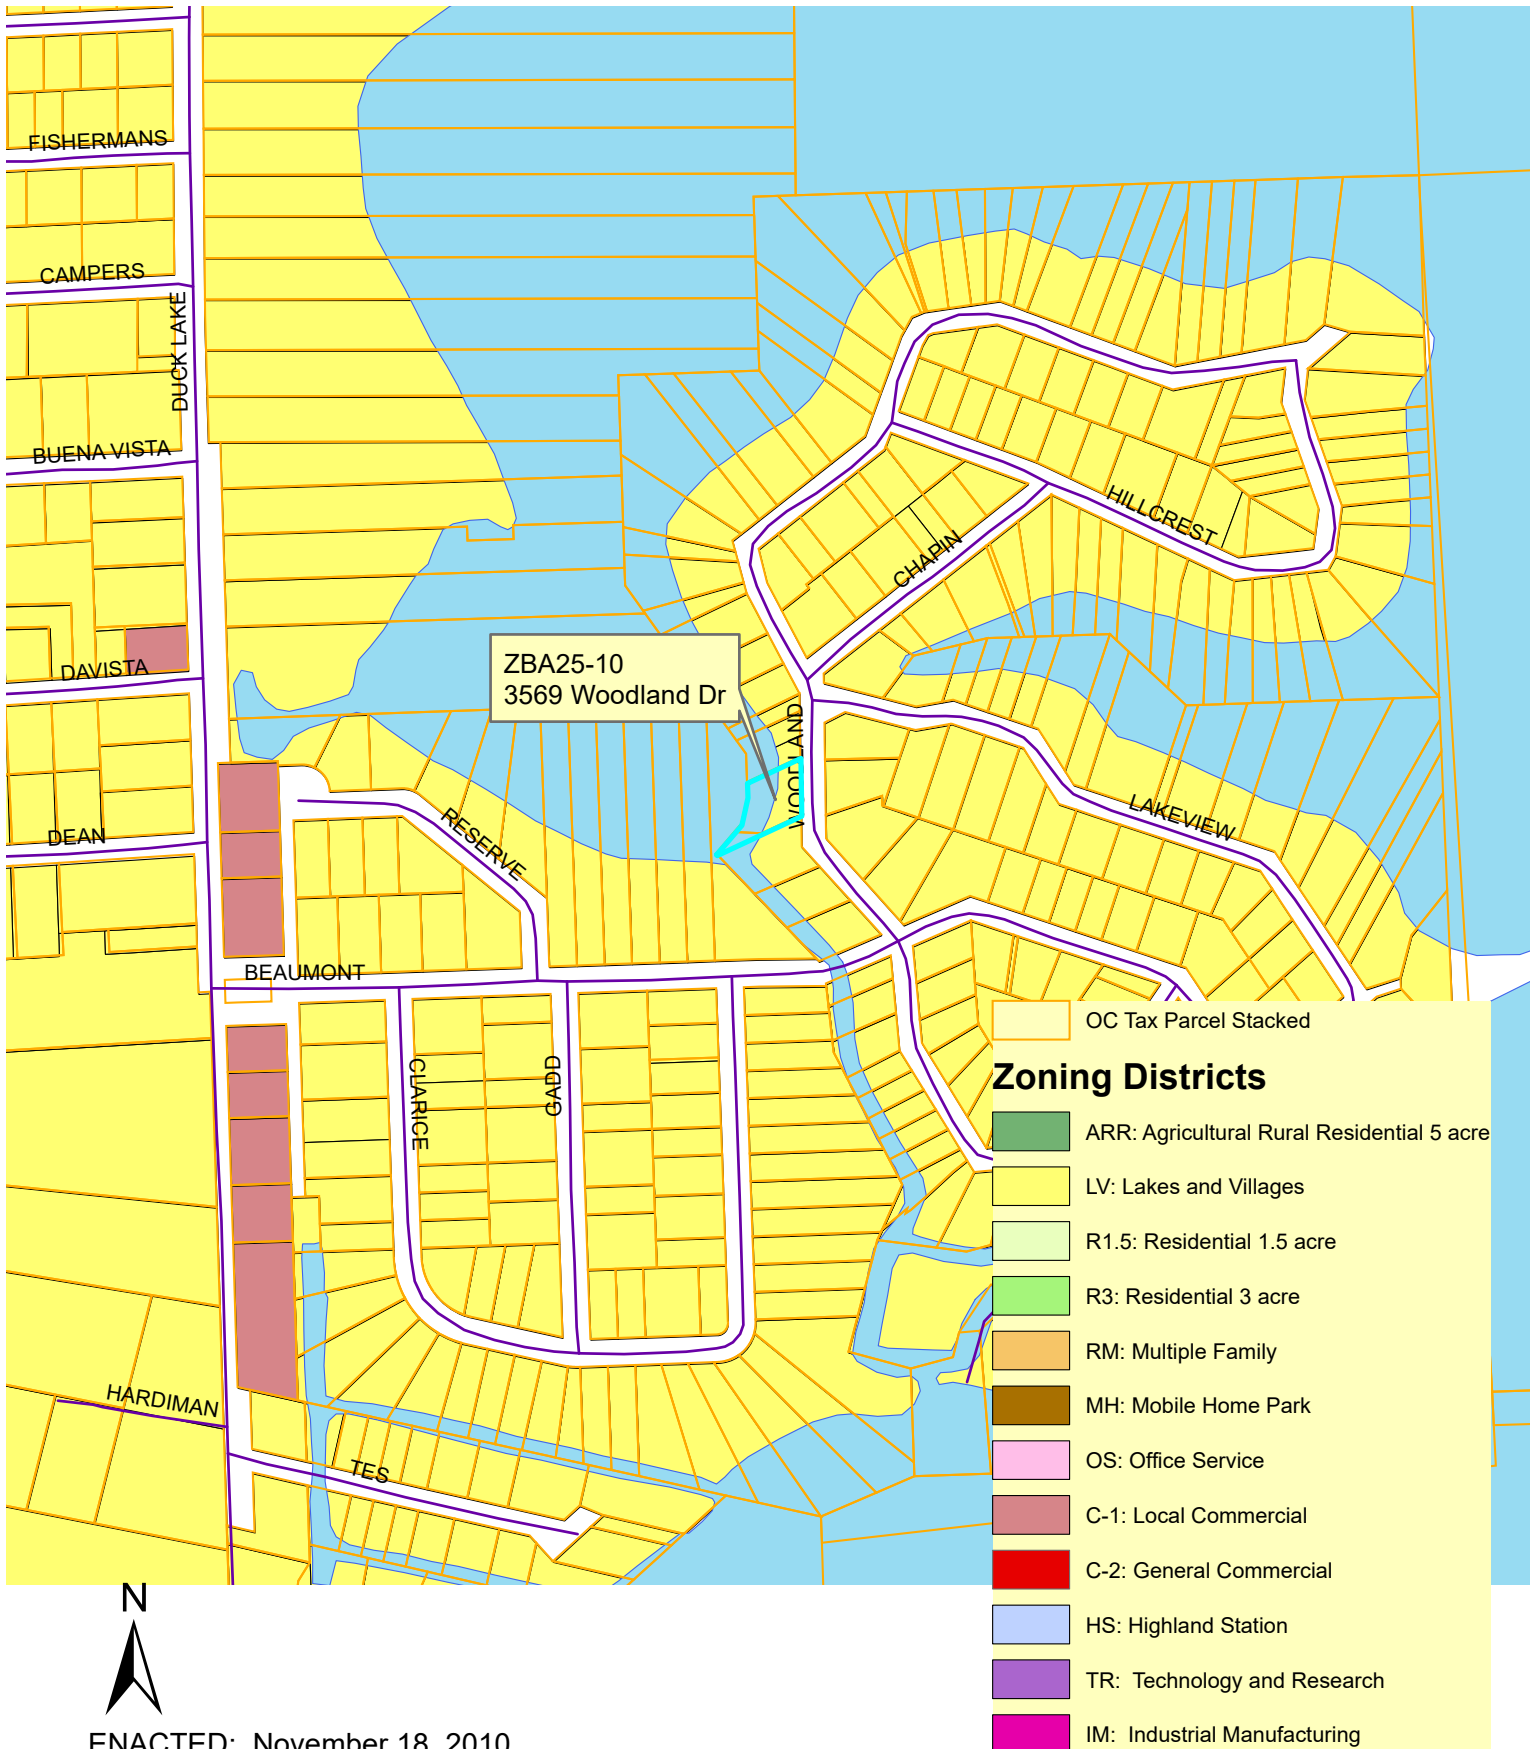 FISHERMANS
CAMPERS
DUCK LAKE
BUENA VISTA
HILLCREST
CHAPIN
ZBA25-10
3569 Woodland Dr
DAVISTA
WOODLAND
LAKEVIEW
RESERVE
DEAN
BEAUMONT
CLARICE
GADD
HARDIMAN
TES
OC Tax Parcel Stacked
Zoning Districts
ARR: Agricultural Rural Residential 5 acre
LV: Lakes and Villages
R1.5: Residential 1.5 acre
R3: Residential 3 acre
RM: Multiple Family
MH: Mobile Home Park
OS: Office Service
C-1: Local Commercial
C-2: General Commercial
HS: Highland Station
TR: Technology and Research
IM: Industrial Manufacturing
N
ENACTED: November 18, 2010